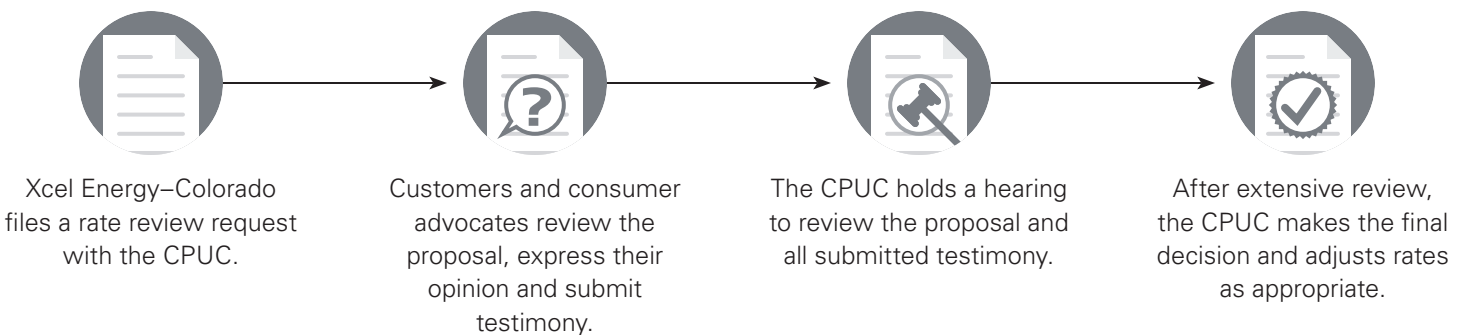 Xcel Energy–Colorado
files a rate review request
with the CPUC.
?
Customers and consumer
advocates review the
proposal, express their
opinion and submit
testimony.
The CPUC holds a hearing
to review the proposal and
all submitted testimony.
After extensive review,
the CPUC makes the final
decision and adjusts rates
as appropriate.